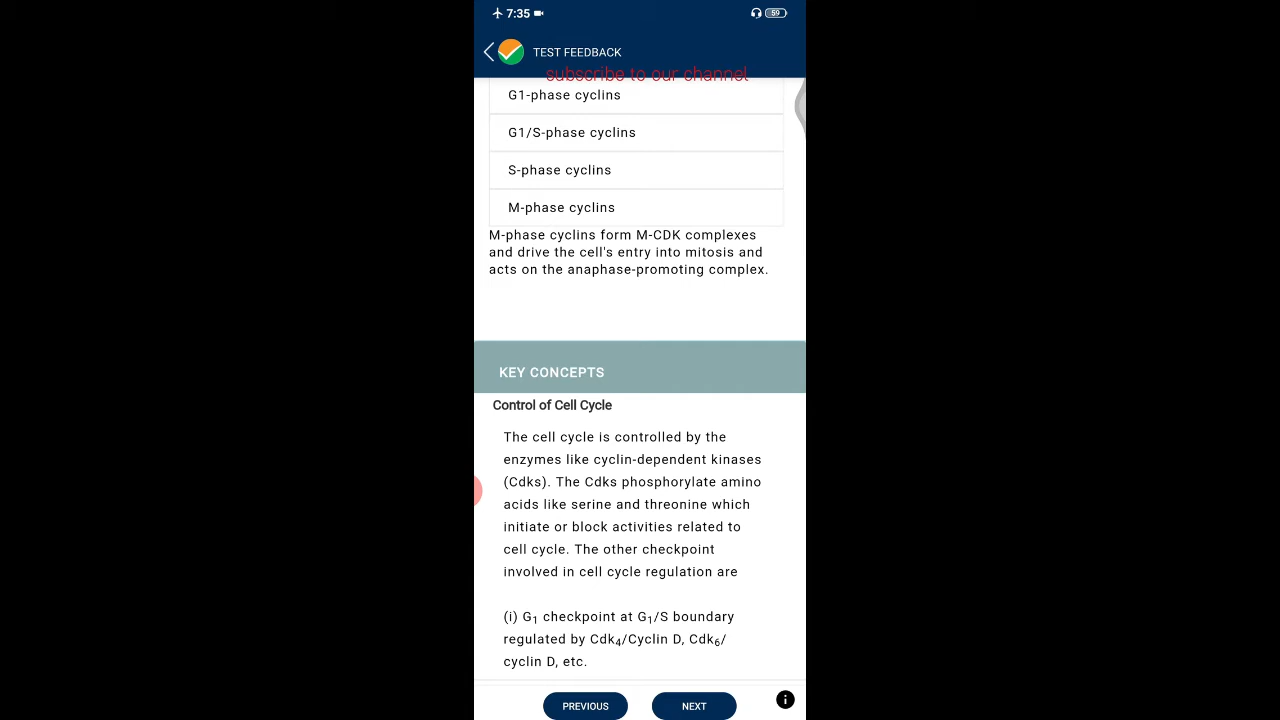 7:35
59
TEST FEEDBACK
subscribe to our channel
G1-phase cyclins
G1/S-phase cyclins
S-phase cyclins
M-phase cyclins
M-phase cyclins form M-CDK complexes
and drive the cell's entry into mitosis and
acts on the anaphase-promoting complex.
KEY CONCEPTS
Control of Cell Cycle
The cell cycle is controlled by the
enzymes like cyclin-dependent kinases
(Cdks). The Cdks phosphorylate amino
acids like serine and threonine which
initiate or block activities related to
cell cycle. The other checkpoint
involved in cell cycle regulation are
(i) G₁ checkpoint at G₁/S boundary
regulated by Cdk₄/Cyclin D, Cdk₆/
cyclin D, etc.
PREVIOUS
NEXT
i